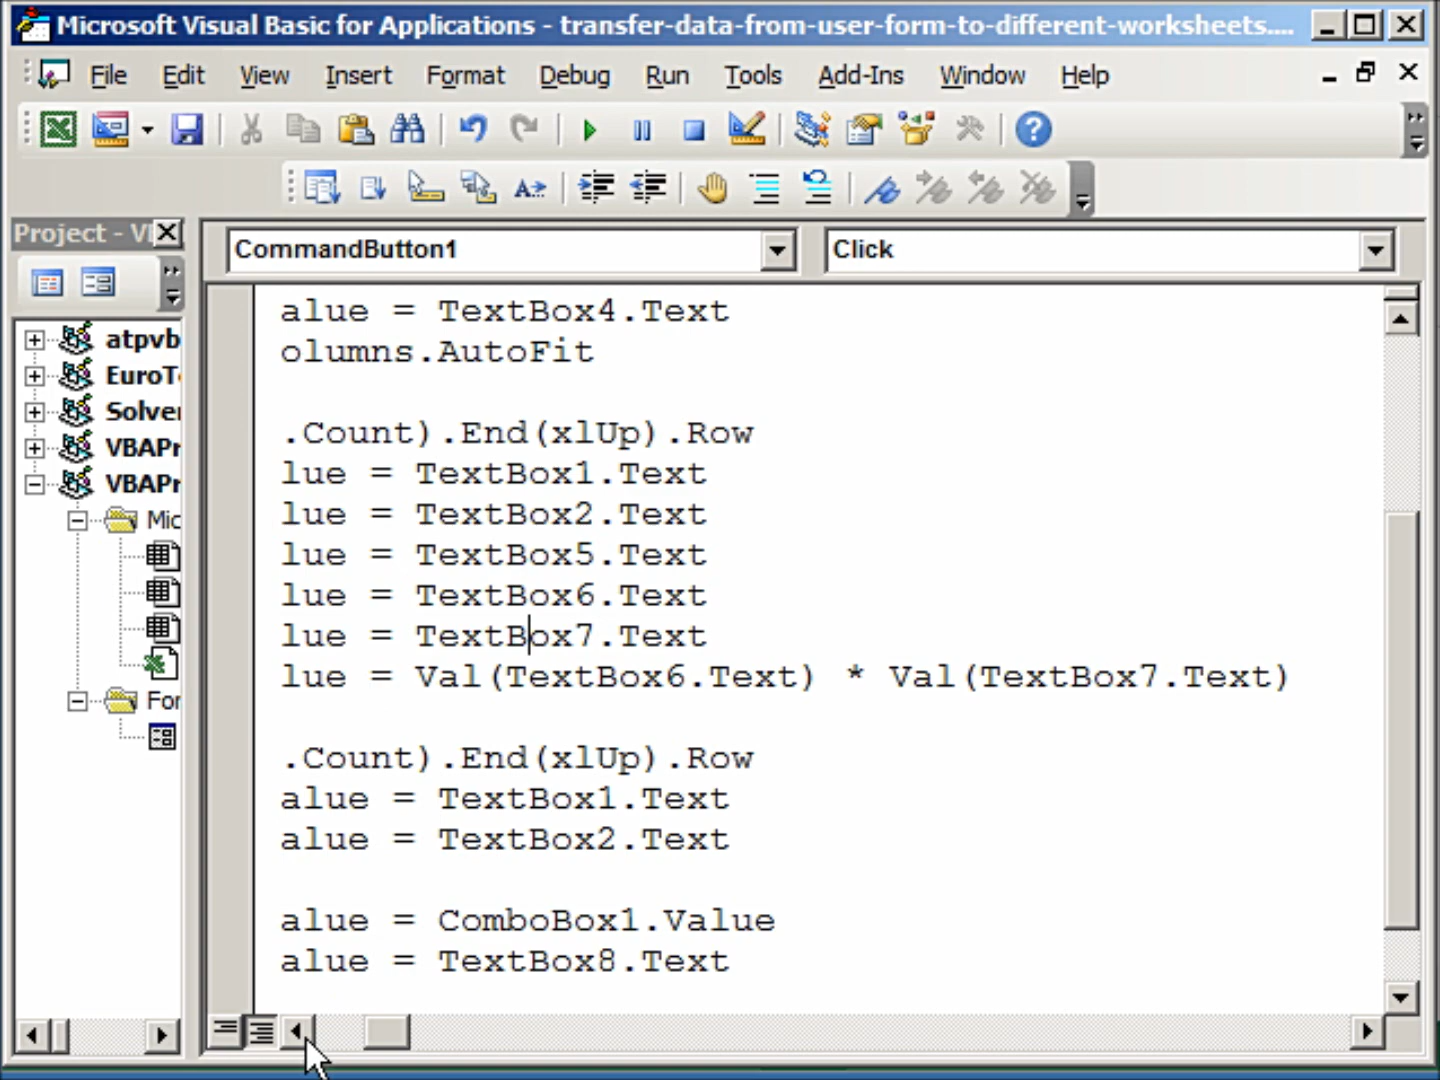 Microsoft Visual Basic for Applications - transfer-data-from-user-form-to-different-worksheets....
File Edit View Insert Format Debug Run Tools Add-Ins Window Help
Project - VI
CommandButton1
Click
atpvb
EuroT
Solver
VBAPr
VBAPr
Mic
For
alue = TextBox4.Text
olumns.AutoFit
.Count).End(xlUp).Row
lue = TextBox1.Text
lue = TextBox2.Text
lue = TextBox5.Text
lue = TextBox6.Text
lue = TextBox7.Text
lue = Val(TextBox6.Text) * Val(TextBox7.Text)
.Count).End(xlUp).Row
alue = TextBox1.Text
alue = TextBox2.Text
alue = ComboBox1.Value
alue = TextBox8.Text